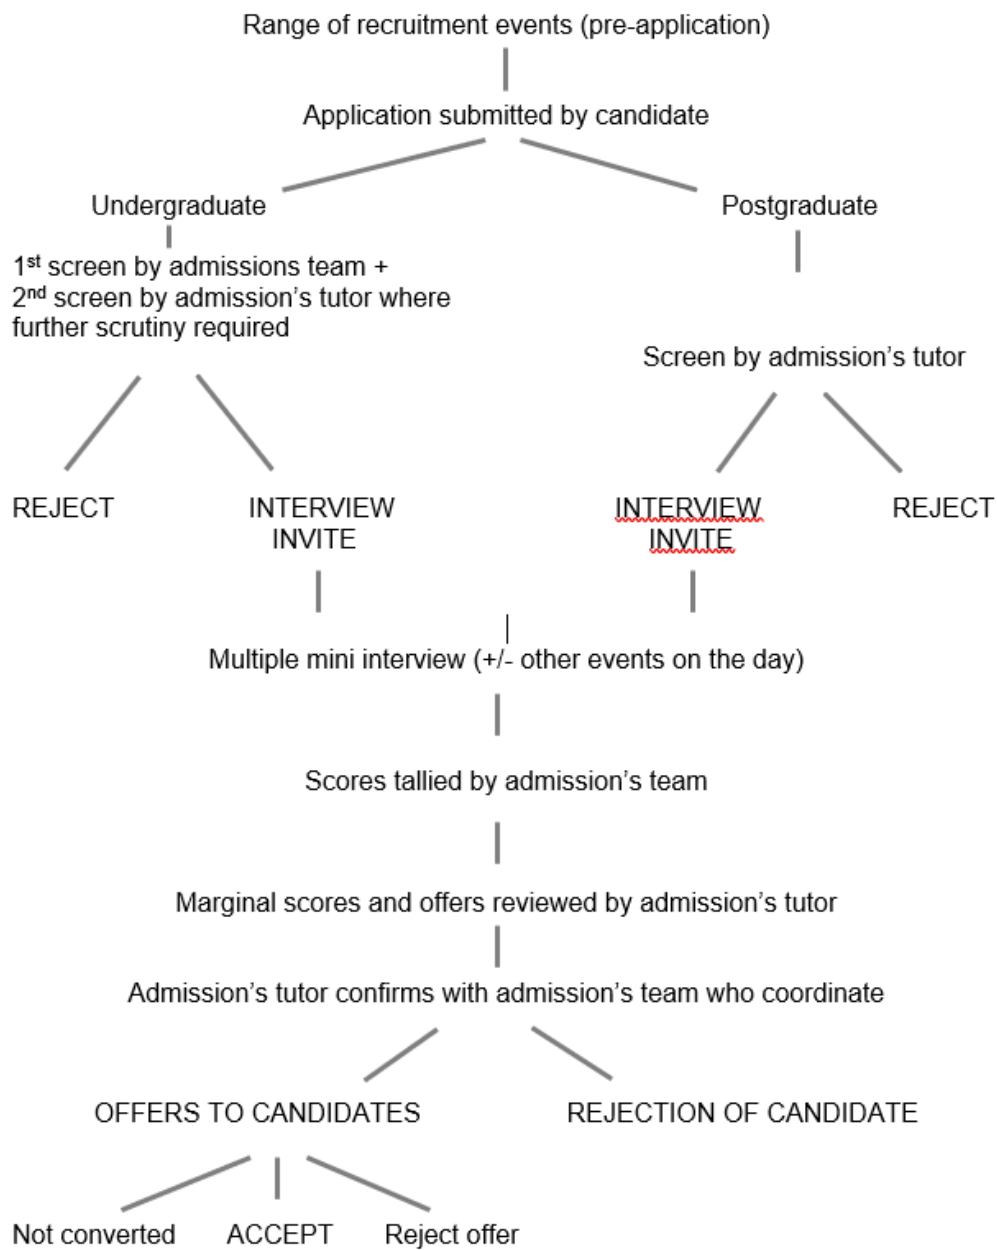 Range of recruitment events (pre-application)
Application submitted by candidate
Undergraduate
Postgraduate
1st screen by admissions team +
2nd screen by admission's tutor where
further scrutiny required
Screen by admission's tutor
REJECT
INTERVIEW
INVITE
INTERVIEW
INVITE
REJECT
Multiple mini interview (+/- other events on the day)
Scores tallied by admission's team
Marginal scores and offers reviewed by admission's tutor
Admission's tutor confirms with admission's team who coordinate
OFFERS TO CANDIDATES
REJECTION OF CANDIDATE
Not converted
ACCEPT
Reject offer